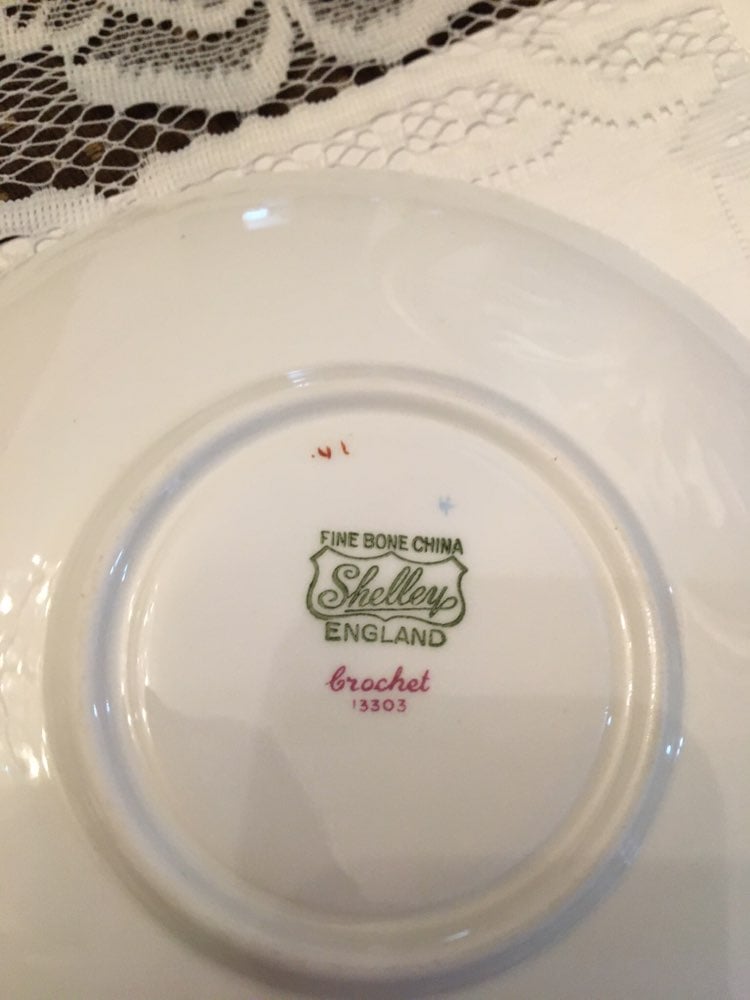 FINE BONE CHINA
Shelley
ENGLAND
Crochet
13303